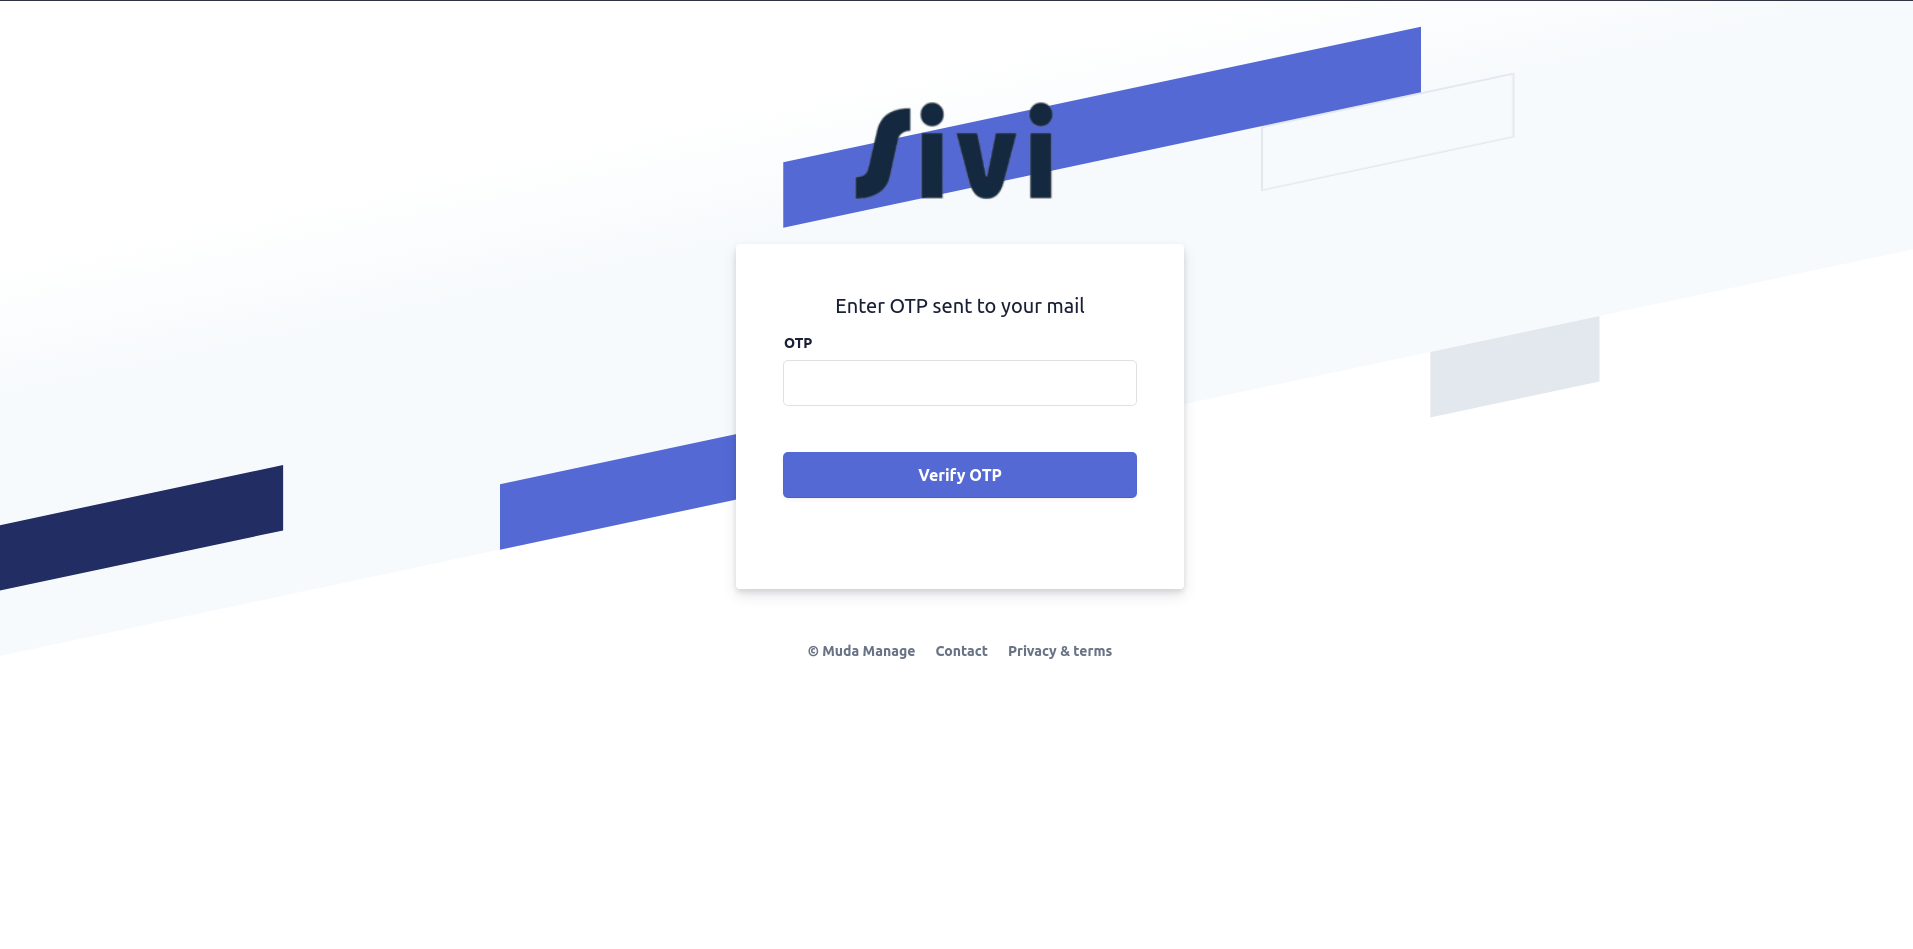 Sivi
Enter OTP sent to your mail
OTP
Verify OTP
© Muda Manage Contact Privacy & terms